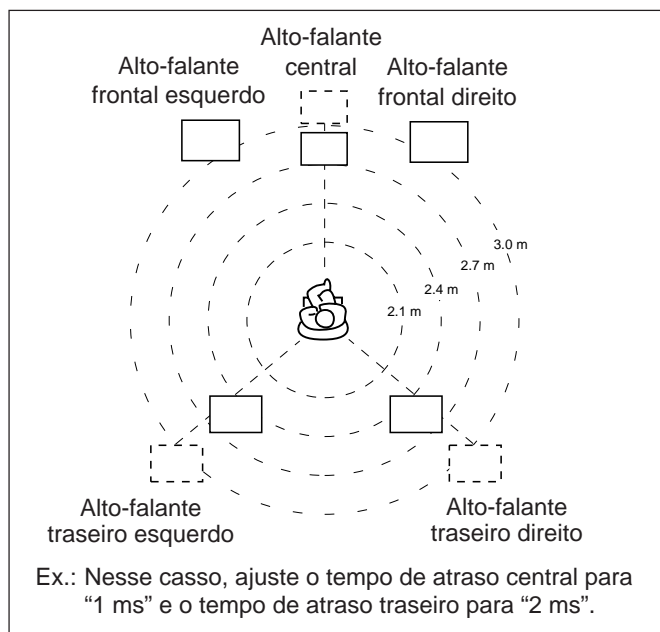 Alto-falante
central
Alto-falante
frontal esquerdo
Alto-falante
frontal direito
3.0 m
2.7 m
2.4 m
2.1 m
Alto-falante
traseiro esquerdo
Alto-falante
traseiro direito
Ex.: Nesse casso, ajuste o tempo de atraso central para
“1 ms” e o tempo de atraso traseiro para “2 ms”.